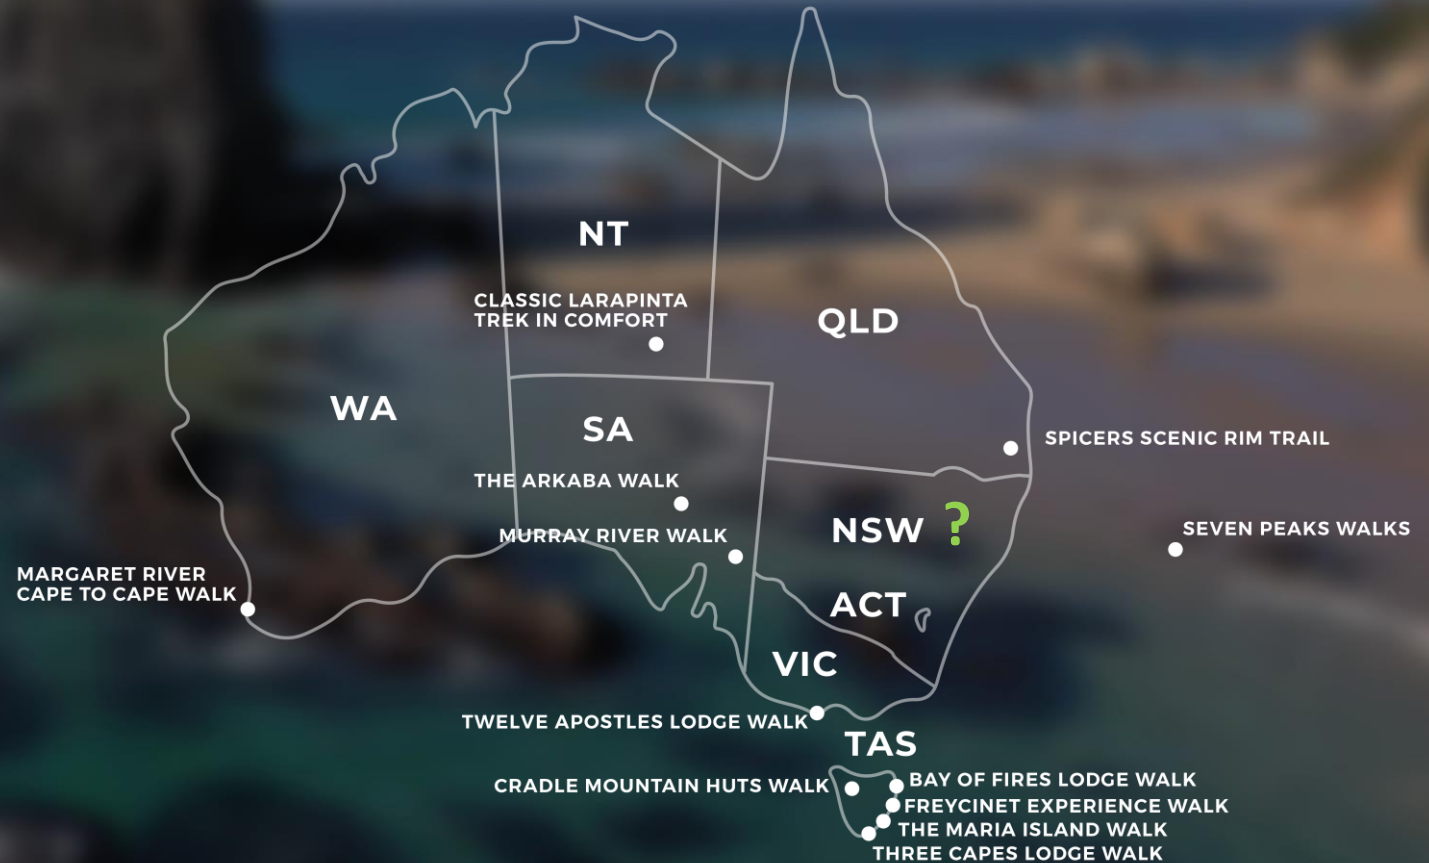 NT
CLASSIC LARAPINTA
TREK IN COMFORT
QLD
WA
SA
SPICERS SCENIC RIM TRAIL
THE ARKABA WALK
NSW ?
SEVEN PEAKS WALKS
MURRAY RIVER WALK
MARGARET RIVER
CAPE TO CAPE WALK
ACT
VIC
TWELVE APOSTLES LODGE WALK
TAS
CRADLE MOUNTAIN HUTS WALK
BAY OF FIRES LODGE WALK
FREYCINET EXPERIENCE WALK
THE MARIA ISLAND WALK
THREE CAPES LODGE WALK